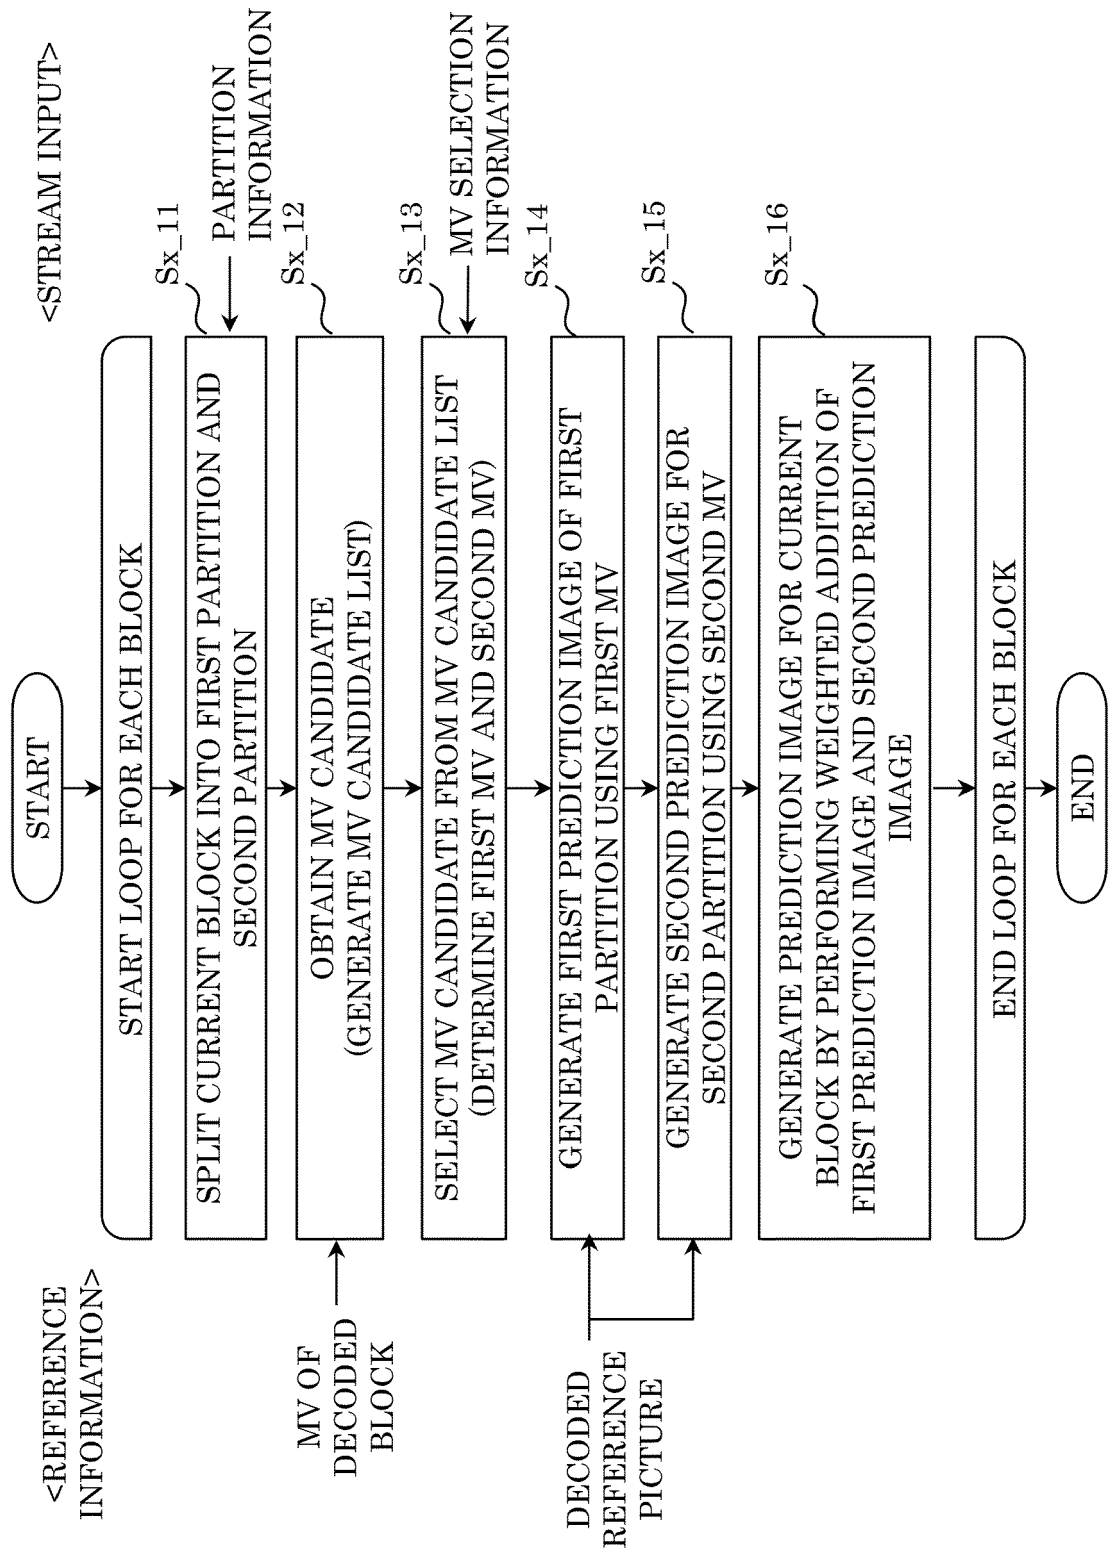 <REFERENCE
INFORMATION>
<STREAM INPUT>
START
START LOOP FOR EACH BLOCK
Sx_11
SPLIT CURRENT BLOCK INTO FIRST PARTITION AND
SECOND PARTITION
PARTITION
INFORMATION
Sx_12
MV OF
DECODED
BLOCK
OBTAIN MV CANDIDATE
(GENERATE MV CANDIDATE LIST)
Sx_13
SELECT MV CANDIDATE FROM MV CANDIDATE LIST
(DETERMINE FIRST MV AND SECOND MV)
MV SELECTION
INFORMATION
Sx_14
DECODED
REFERENCE
PICTURE
GENERATE FIRST PREDICTION IMAGE OF FIRST
PARTITION USING FIRST MV
Sx_15
GENERATE SECOND PREDICTION IMAGE FOR
SECOND PARTITION USING SECOND MV
Sx_16
GENERATE PREDICTION IMAGE FOR CURRENT
BLOCK BY PERFORMING WEIGHTED ADDITION OF
FIRST PREDICTION IMAGE AND SECOND PREDICTION
IMAGE
END LOOP FOR EACH BLOCK
END